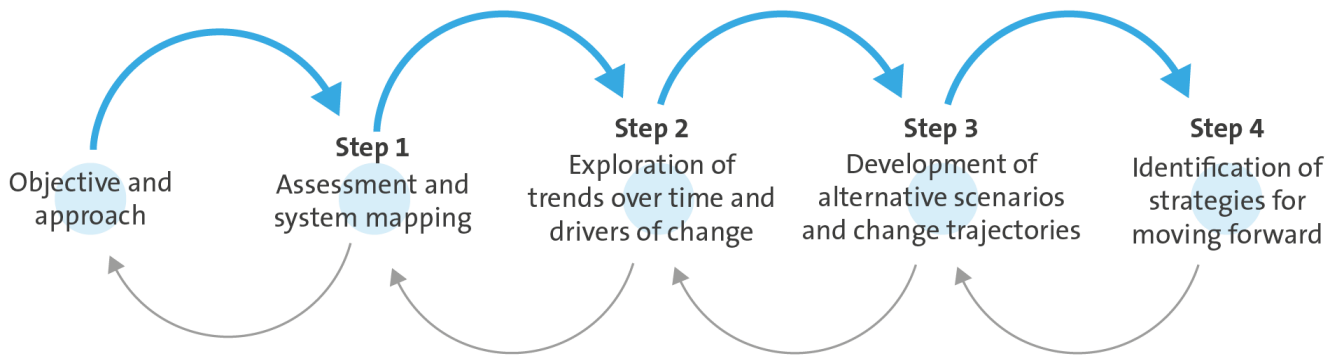 Objective and
approach
Step 1
Assessment and
system mapping
Step 2
Exploration of
trends over time and
drivers of change
Step 3
Development of
alternative scenarios
and change trajectories
Step 4
Identification of
strategies for
moving forward